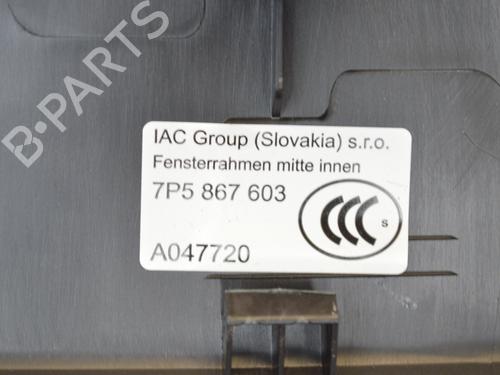 B-PARTS
IAC Group (Slovakia) s.r.o.
Fensterrahmen mitte innen
7P5 867 603
CCC S
A047720